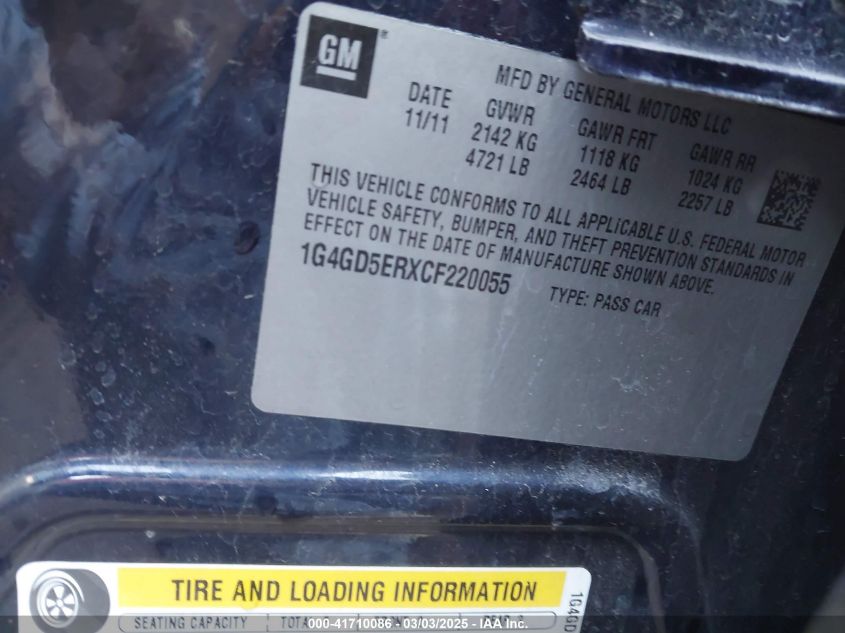 GM®
MFD BY GENERAL MOTORS LLC
DATE GVWR GAWR FRT GAWR RR
11/11 2142 KG 1118 KG 1024 KG
4721 LB 2464 LB 2257 LB
THIS VEHICLE CONFORMS TO ALL APPLICABLE U.S. FEDERAL MOTOR
VEHICLE SAFETY, BUMPER, AND THEFT PREVENTION STANDARDS IN
EFFECT ON THE DATE OF MANUFACTURE SHOWN ABOVE.
1G4GD5ERXCF220055 TYPE: PASS CAR
TIRE AND LOADING INFORMATION
1G4GD
SEATING CAPACITY
000-41710086 - 03/03/2025 - IAA Inc.